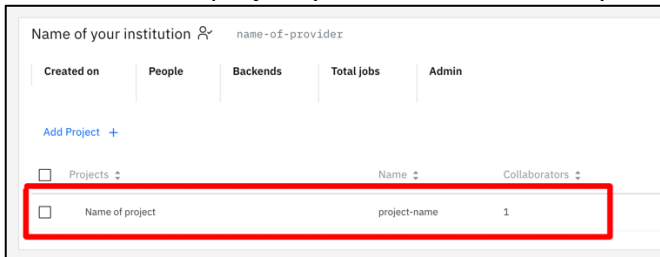 Name of your institution name-of-provider
Created on People Backends Total jobs Admin
Add Project +
Projects Name Collaborators
Name of project project-name 1